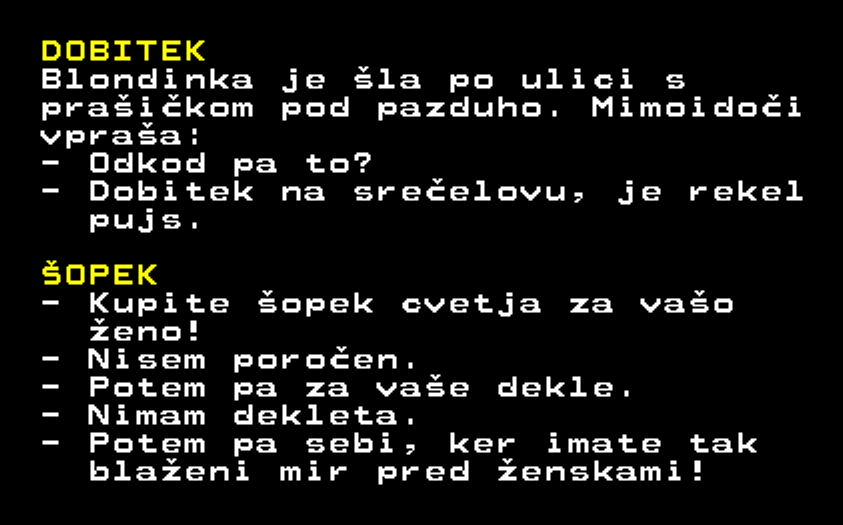 DOBITEK
Blondinka je šla po ulici s
prašičkom pod pazduho. Mimoidoči
vpraša:
- Odkod pa to?
- Dobitek na srečelovu, je rekel
pujs.
ŠOPEK
- Kupite šopek cvetja za vašo
ženo!
- Nisem poročen.
- Potem pa za vaše dekle.
- Nimam dekleta.
- Potem pa sebi, ker imate tak
blaženi mir pred ženskami!